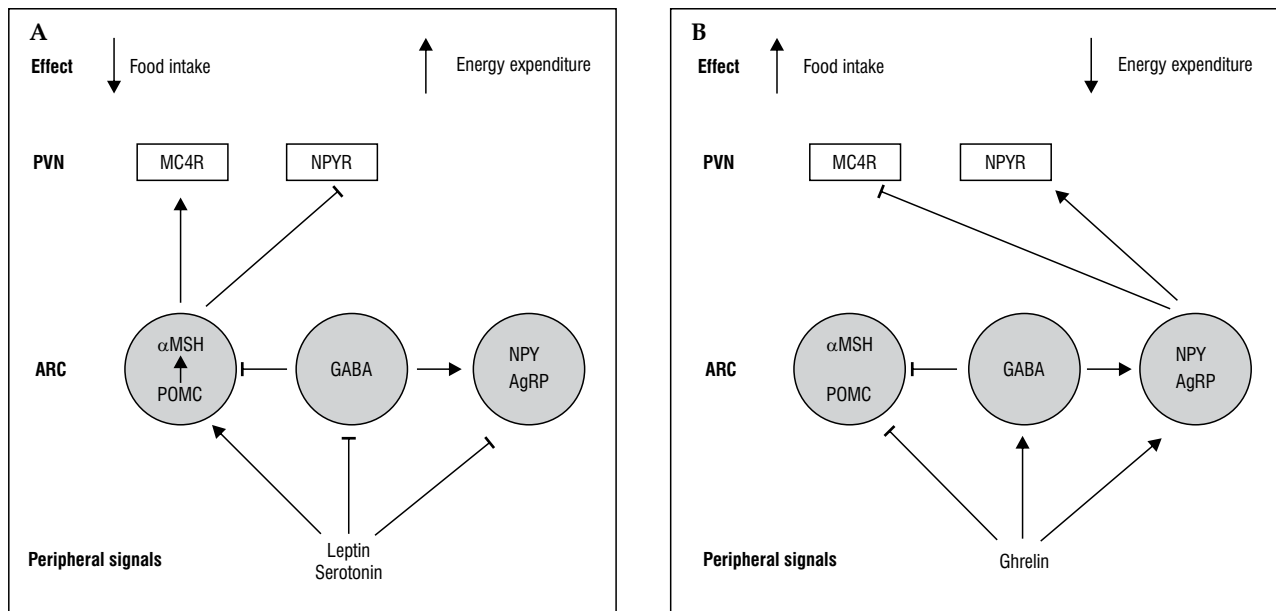 A
Effect
Food intake
Energy expenditure
PVN
MC4R
NPYR
ARC
αMSH
POMC
GABA
NPY
AgRP
Peripheral signals
Leptin
Serotonin
B
Effect
Food intake
Energy expenditure
PVN
MC4R
NPYR
ARC
αMSH
POMC
GABA
NPY
AgRP
Peripheral signals
Ghrelin